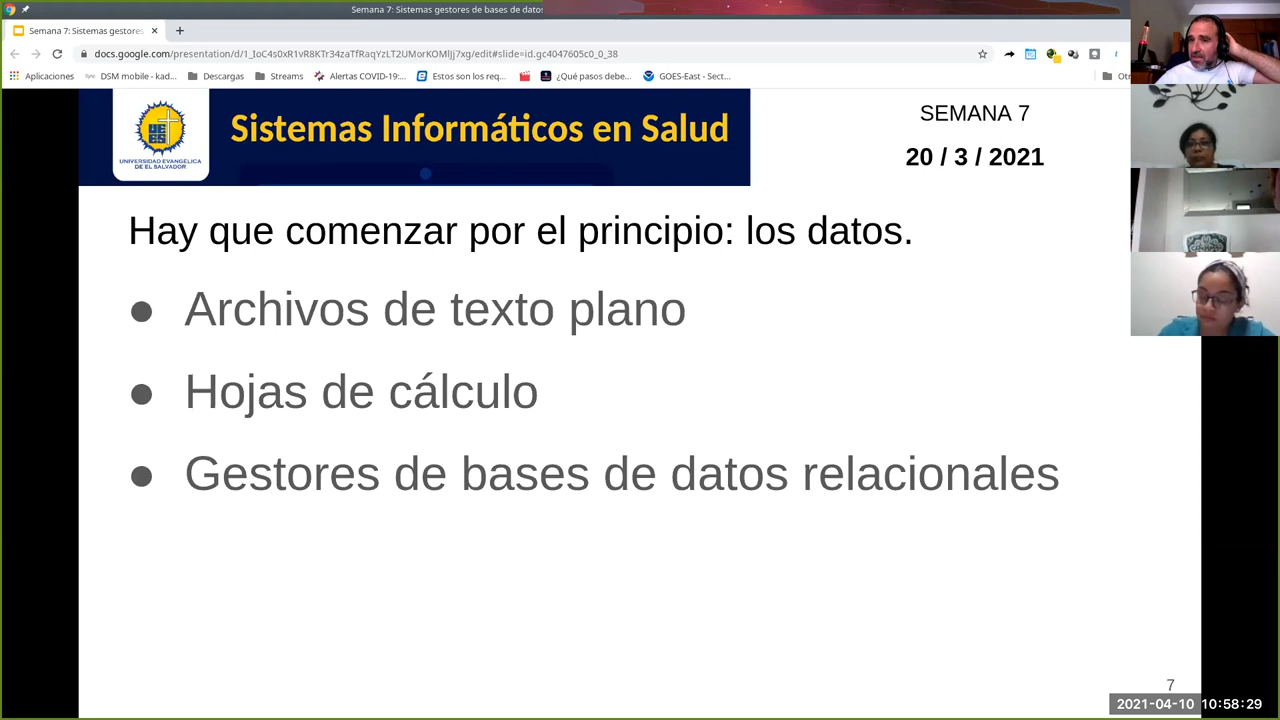 Semana 7: Sistemas gestores de bases de datos
Semana 7: Sistemas gestores
docs.google.com/presentation/d/1_IoC4s0xR1vR8KTr34zaTfRaqYzLT2UMorKOMlJj7xg/edit#slide=id.gc4047605c0_0_38
Aplicaciones DSM mobile - kad... Descargas Streams Alertas COVID-19:... Estos son los req... ¿Qué pasos debe... GOES-East - Sect...
UNIVERSIDAD EVANGÉLICA
DE EL SALVADOR
Sistemas Informáticos en Salud
SEMANA 7
20 / 3 / 2021
Hay que comenzar por el principio: los datos.
● Archivos de texto plano
● Hojas de cálculo
● Gestores de bases de datos relacionales
7
2021-04-10 10:58:29